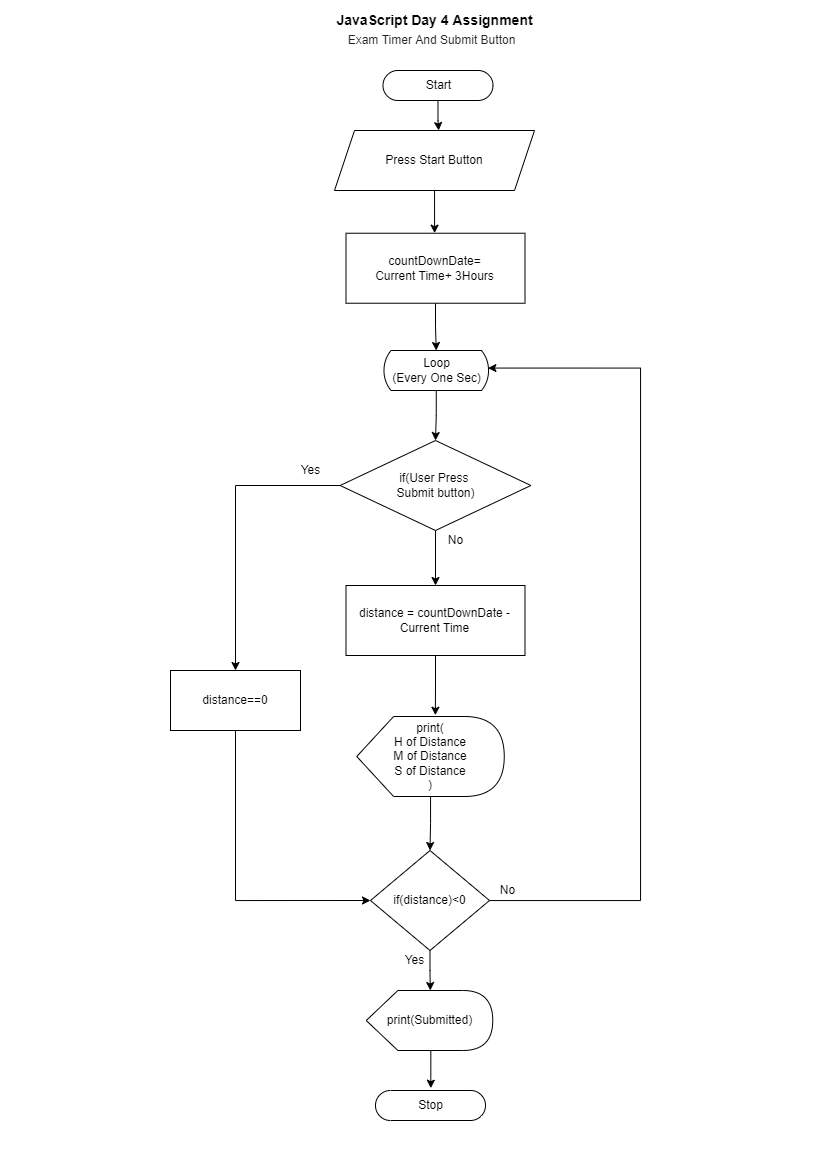 JavaScript Day 4 Assignment
Exam Timer And Submit Button
Start
Press Start Button
countDownDate=
Current Time+ 3Hours
Loop
(Every One Sec)
Yes
if(User Press
Submit button)
No
distance = countDownDate -
Current Time
distance==0
print(
H of Distance
M of Distance
S of Distance
)
if(distance)<0
No
Yes
print(Submitted)
Stop